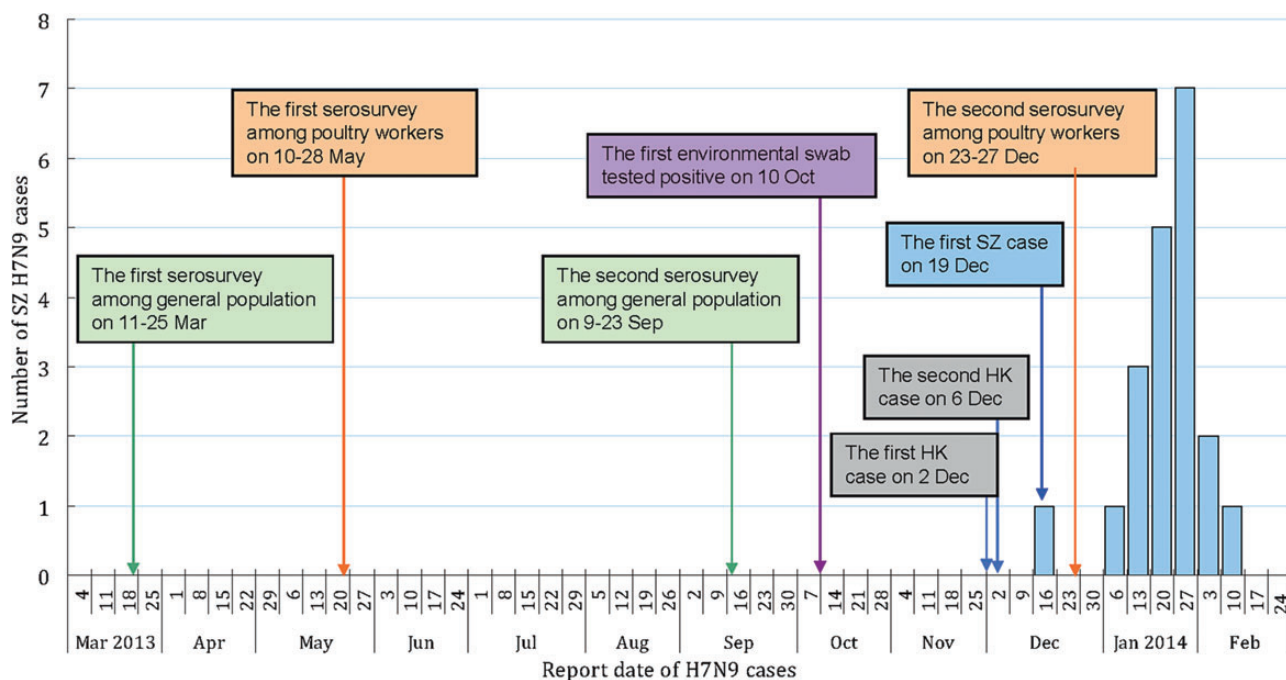 8
7
6
5
4
3
2
1
0
Number of SZ H7N9 cases
The first serosurvey
among general population
on 11-25 Mar
The first serosurvey
among poultry workers
on 10-28 May
The second serosurvey
among general population
on 9-23 Sep
The first environmental swab
tested positive on 10 Oct
The second serosurvey
among poultry workers
on 23-27 Dec
The first SZ case
on 19 Dec
The second HK
case on 6 Dec
The first HK
case on 2 Dec
4 11 18 25 1 8 15 22 29 6 13 20 27 3 10 17 24 1 8 15 22 29 5 12 19 26 2 9 16 23 30 7 14 21 28 4 11 18 25 2 9 16 23 30 6 13 20 27 3 10 17 24
Mar 2013 Apr May Jun Jul Aug Sep Oct Nov Dec Jan 2014 Feb
Report date of H7N9 cases